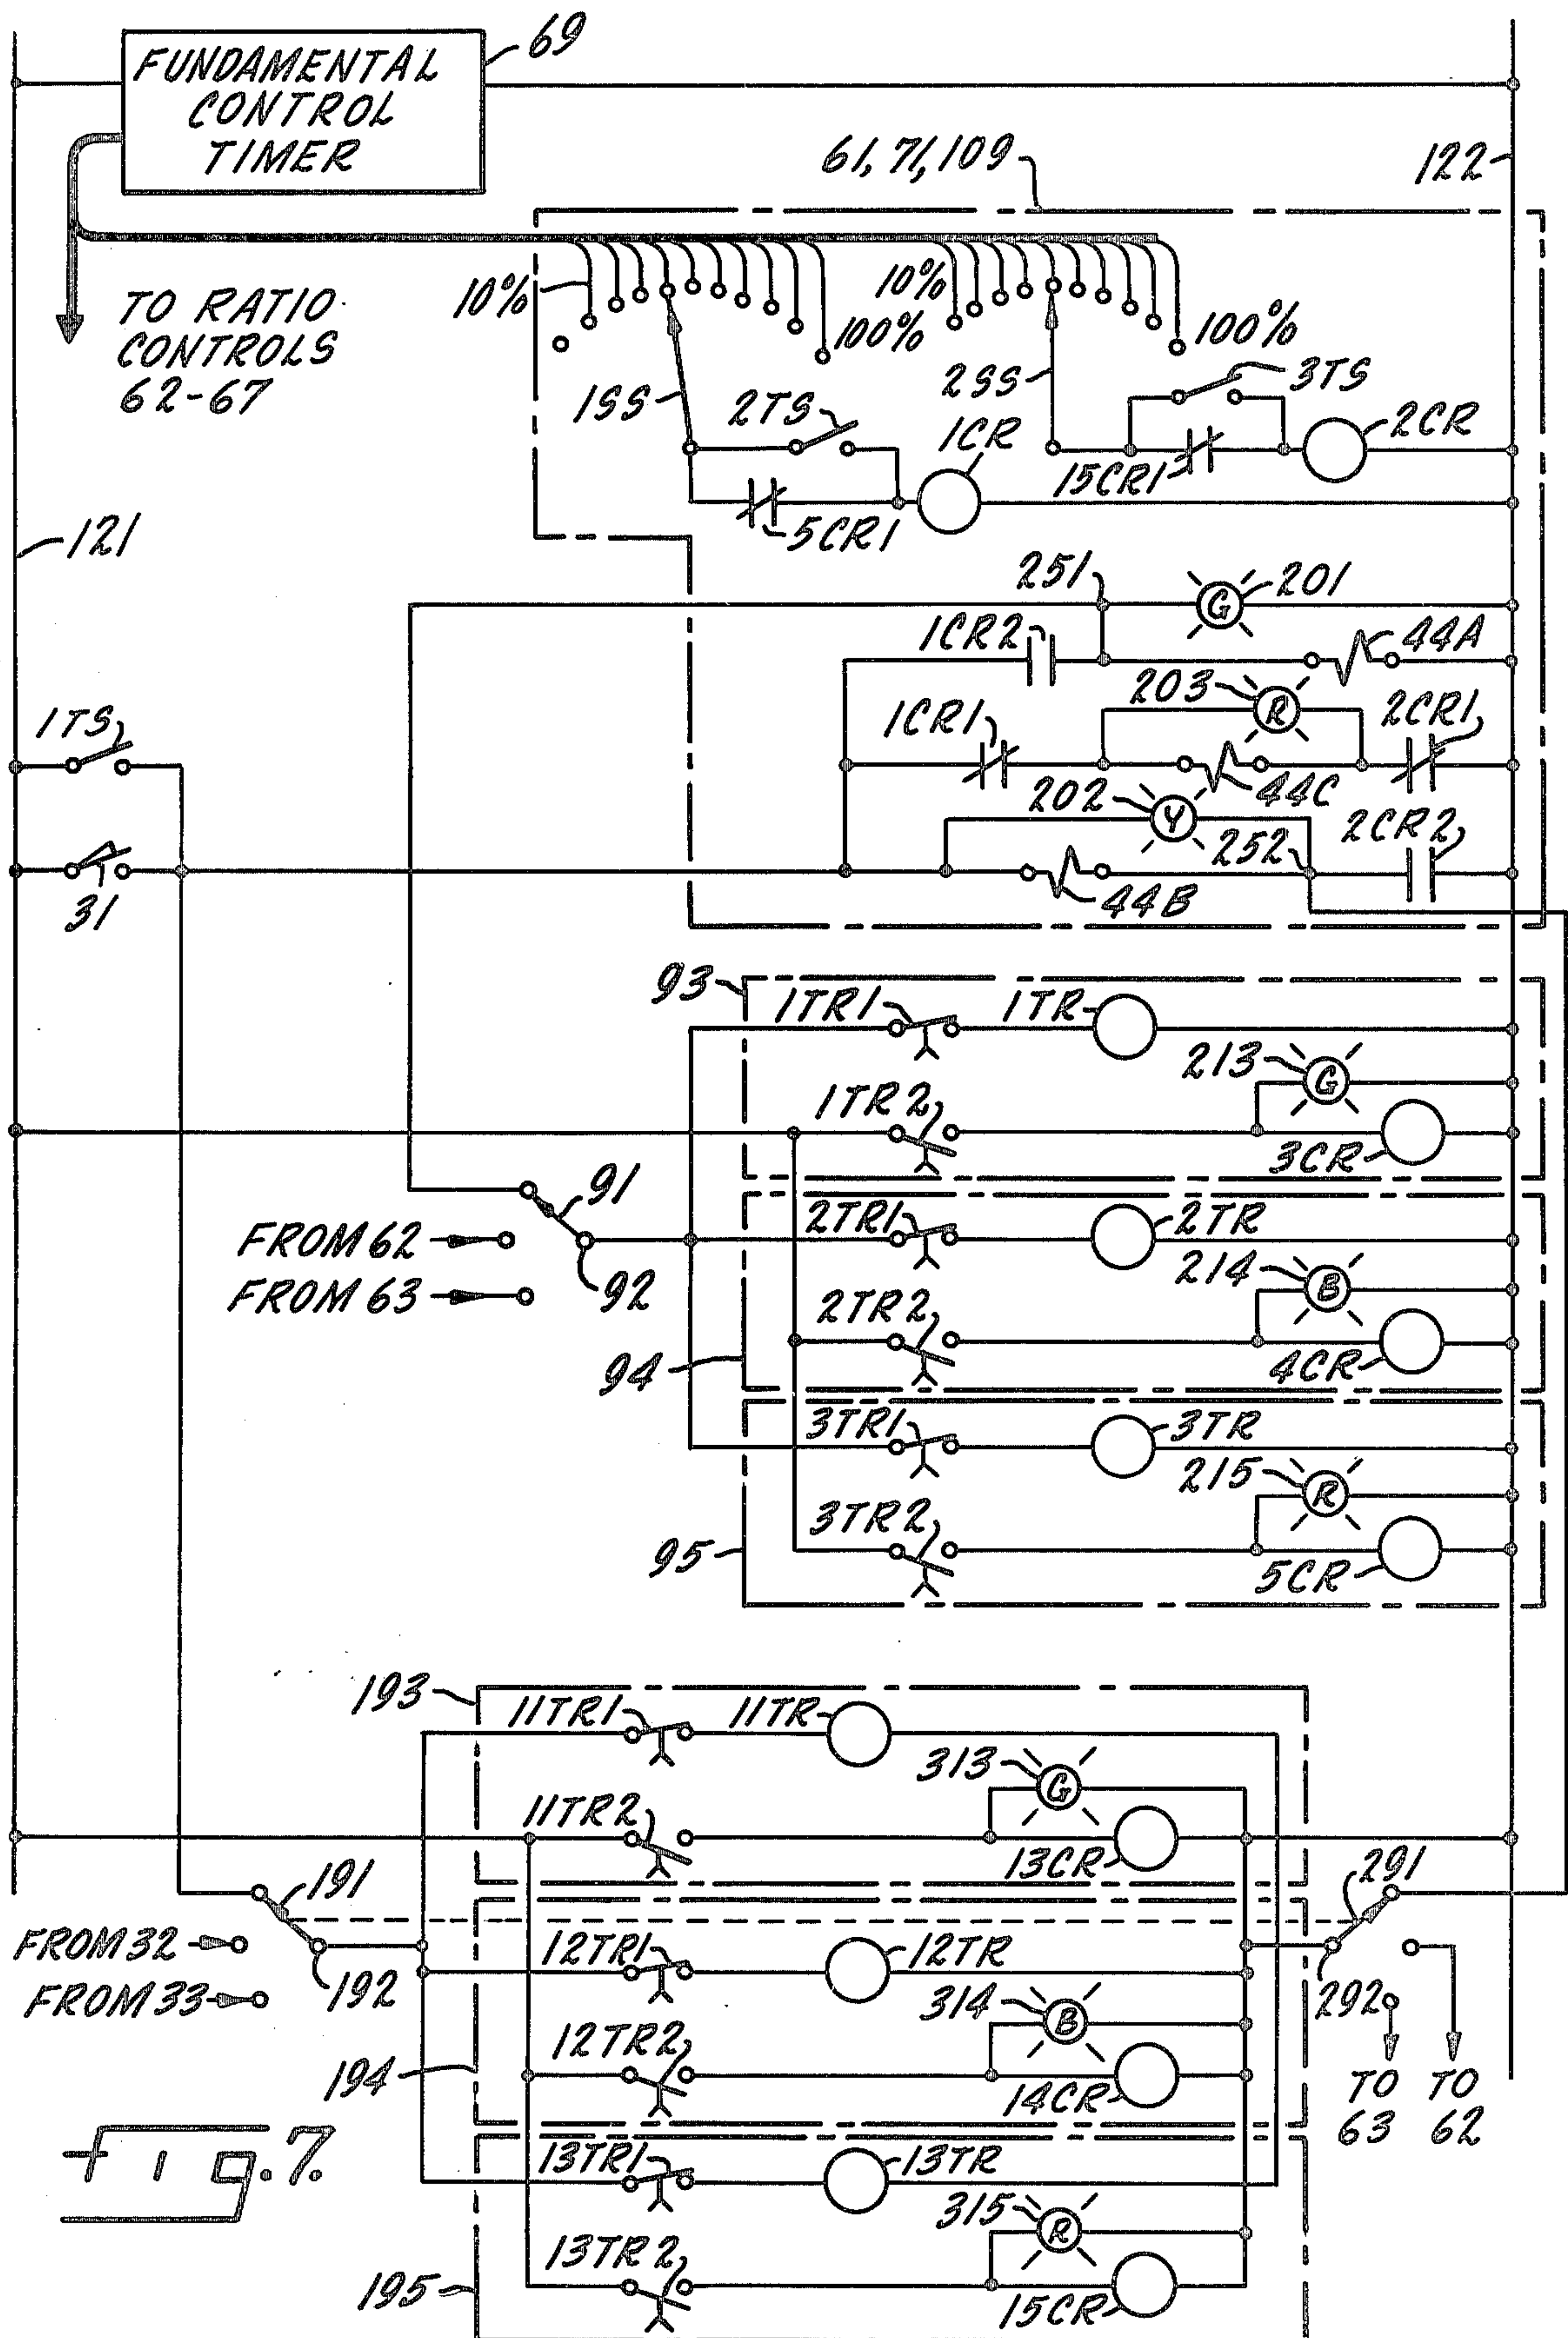 FUNDAMENTAL
CONTROL
TIMER
69
61, 71, 109
122
10%
10%
TO RATIO
CONTROLS
62-67
100%
100%
1SS
2TS
1CR
2SS
3TS
2CR
15CR1
5CR1
121
251
G
201
1CR2
44A
203
R
1TS
1CR1
2CR1
44C
202
Y
252
2CR2
31
44B
93
1TR1
1TR
213
G
1TR2
3CR
91
FROM 62
2TR1
2TR
214
B
FROM 63
92
2TR2
94
4CR
3TR1
3TR
215
R
3TR2
95
5CR
193
11TR1
11TR
313
G
11TR2
13CR
191
291
FROM 32
12TR1
12TR
FROM 33
192
314
B
292
12TR2
194
14CR
TO
63
TO
62
Fig. 7.
13TR1
13TR
315
R
13TR2
195
15CR